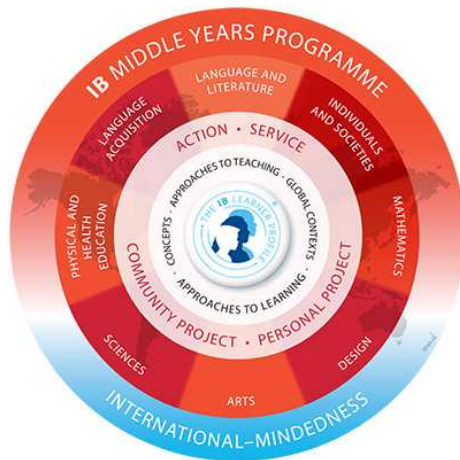 IB MIDDLE YEARS PROGRAMME
LANGUAGE AND
LITERATURE
INDIVIDUALS
AND SOCIETIES
MATHEMATICS
DESIGN
ARTS
SCIENCES
PHYSICAL AND
HEALTH
EDUCATION
LANGUAGE
ACQUISITION
ACTION • SERVICE
COMMUNITY PROJECT • PERSONAL PROJECT
APPROACHES TO TEACHING · GLOBAL CONTEXTS ·
APPROACHES TO LEARNING · CONCEPTS ·
THE IB LEARNER PROFILE
INTERNATIONAL–MINDEDNESS